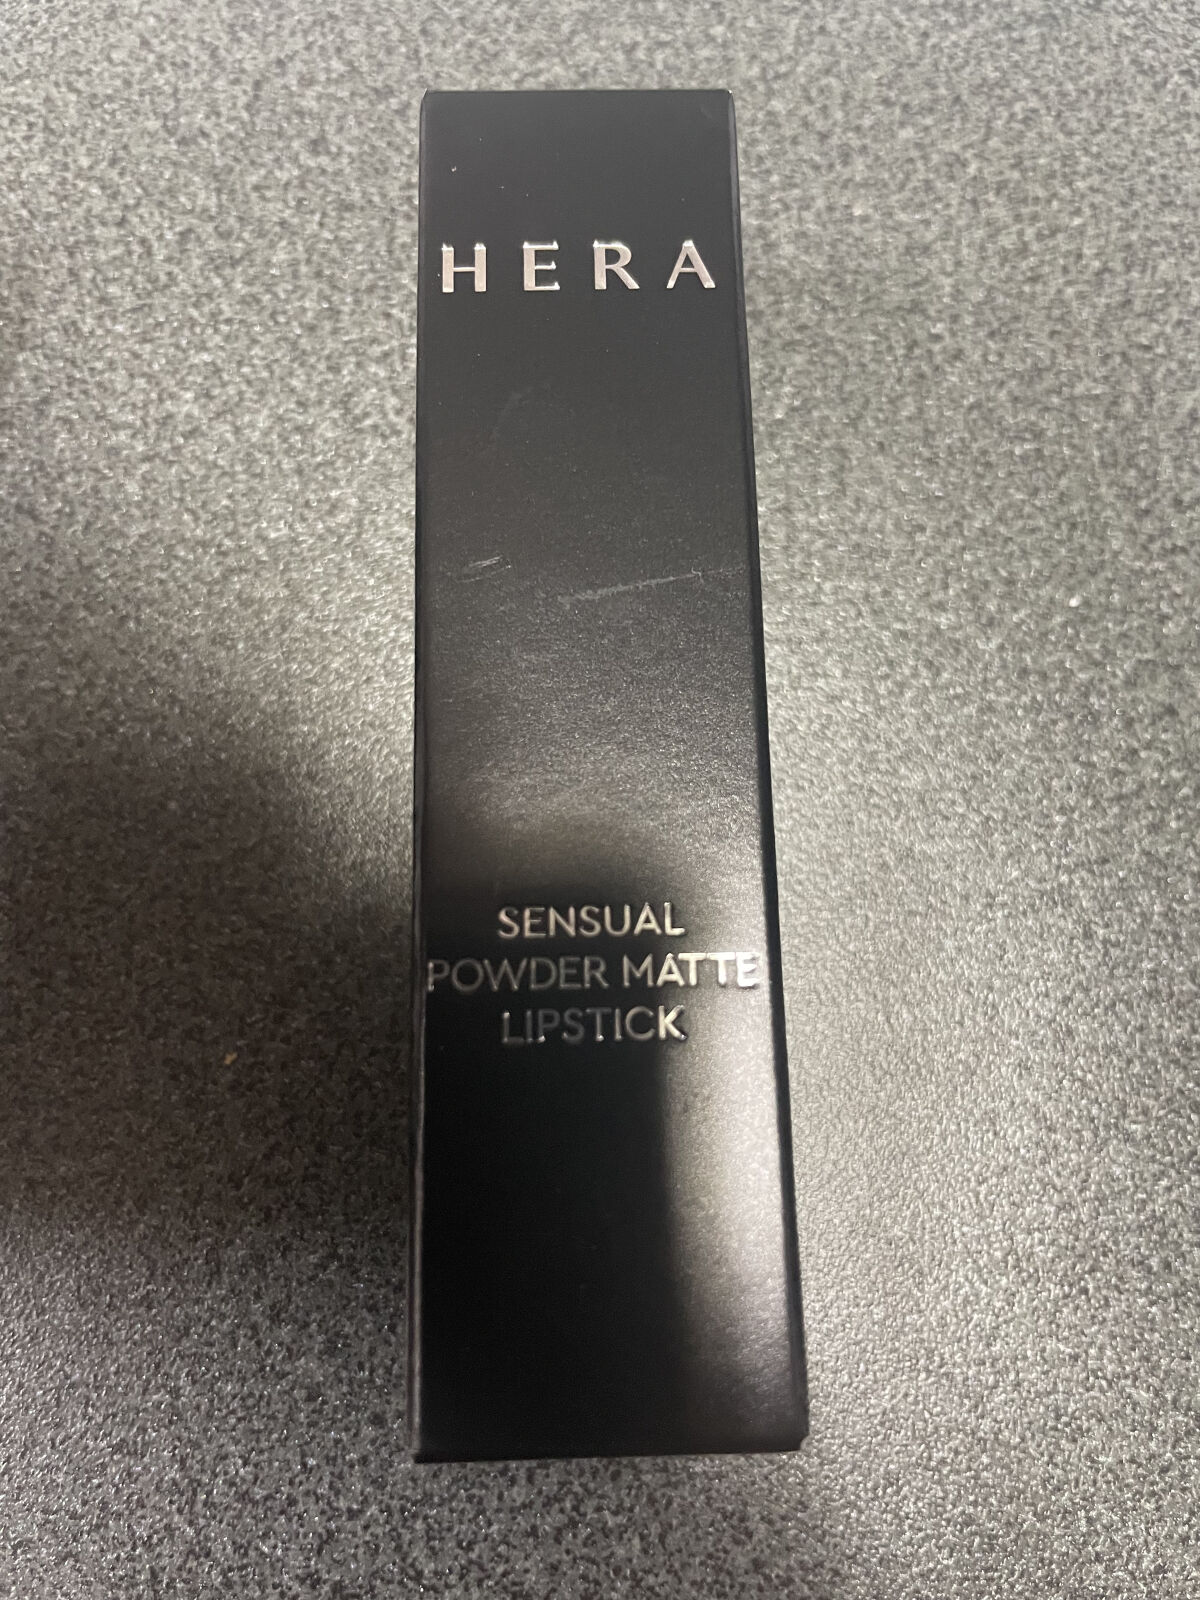 HERA
SENSUAL
POWDER MATTE
LIPSTICK